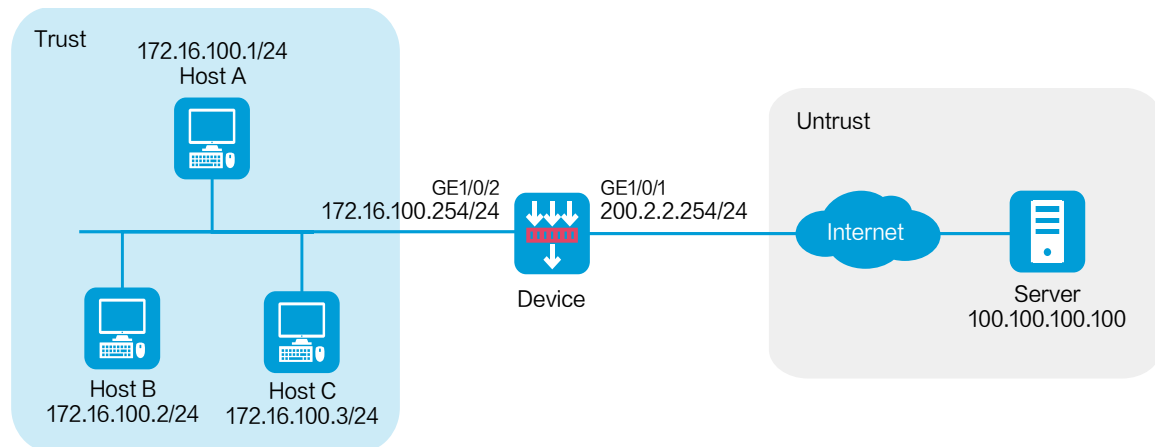 Trust
172.16.100.1/24
Host A
GE1/0/2
172.16.100.254/24
GE1/0/1
200.2.2.254/24
Device
Untrust
Internet
Server
100.100.100.100
Host B
172.16.100.2/24
Host C
172.16.100.3/24